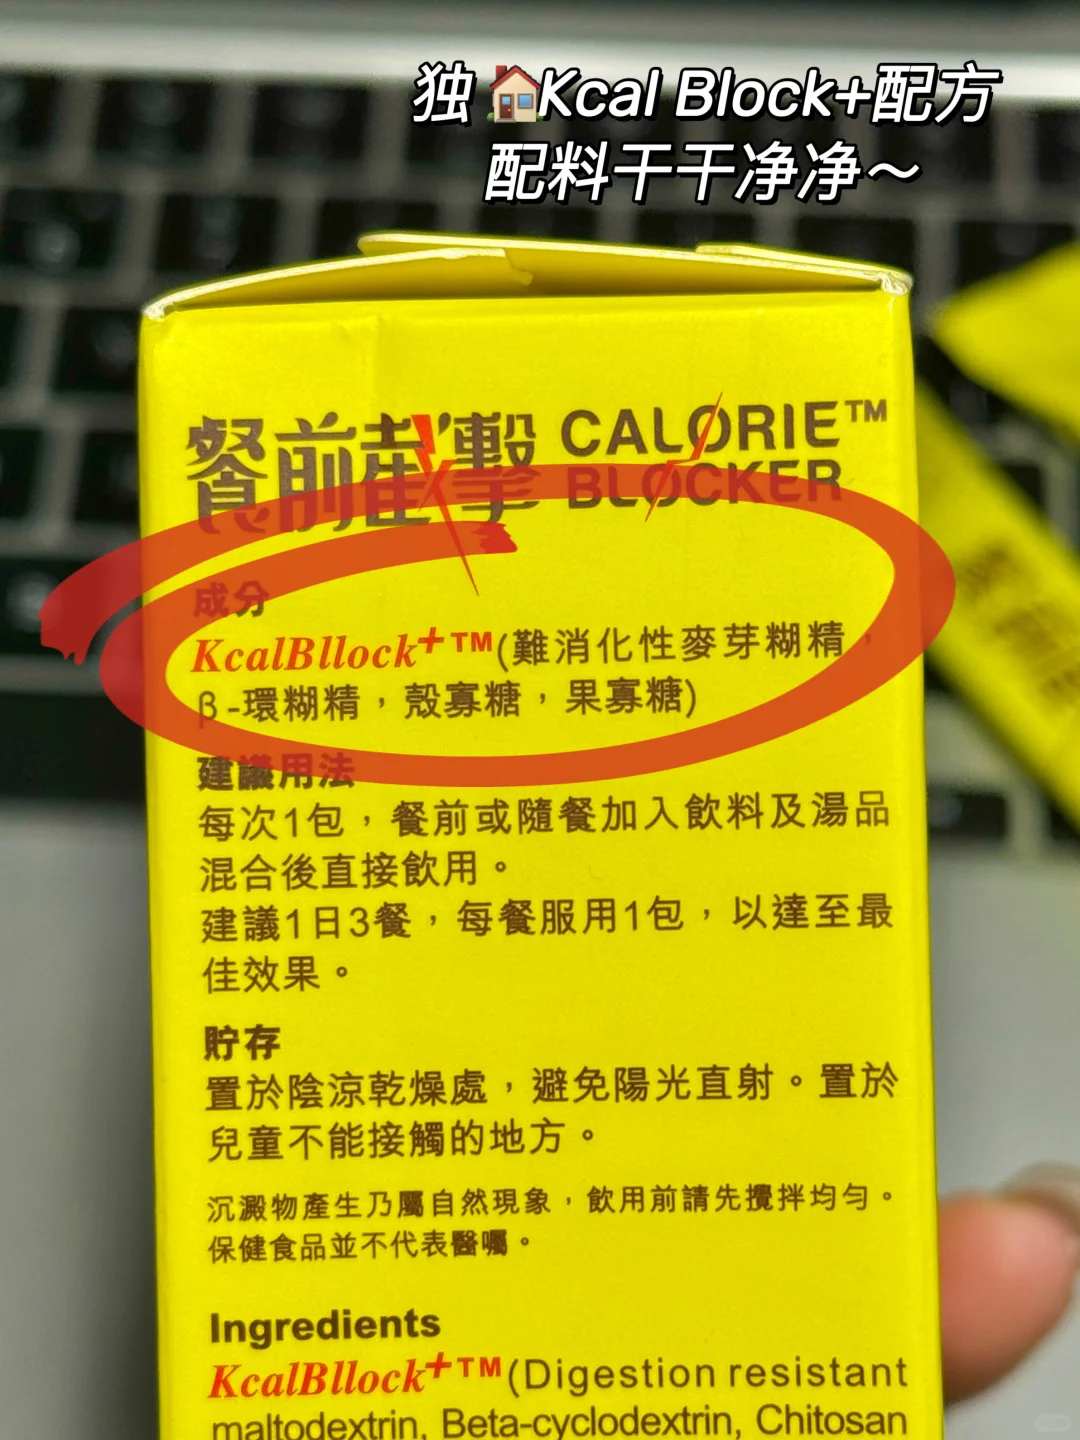 独🏠Kcal Block+配方
配料干干净净～
餐前轰擊 CALORIE™
BLOCKER
成分
KcalBllock+™(難消化性麥芽糊精，
β-環糊精，殼寡糖，果寡糖)
建議用法
每次1包，餐前或隨餐加入飲料及湯品
混合後直接飲用。
建議1日3餐，每餐服用1包，以達至最
佳效果。
貯存
置於陰涼乾燥處，避免陽光直射。置於
兒童不能接觸的地方。
沉澱物產生乃屬自然現象，飲用前請先攪拌均勻。
保健食品並不代表醫囑。
Ingredients
KcalBllock+™(Digestion resistant
maltodextrin, Beta-cyclodextrin, Chitosan